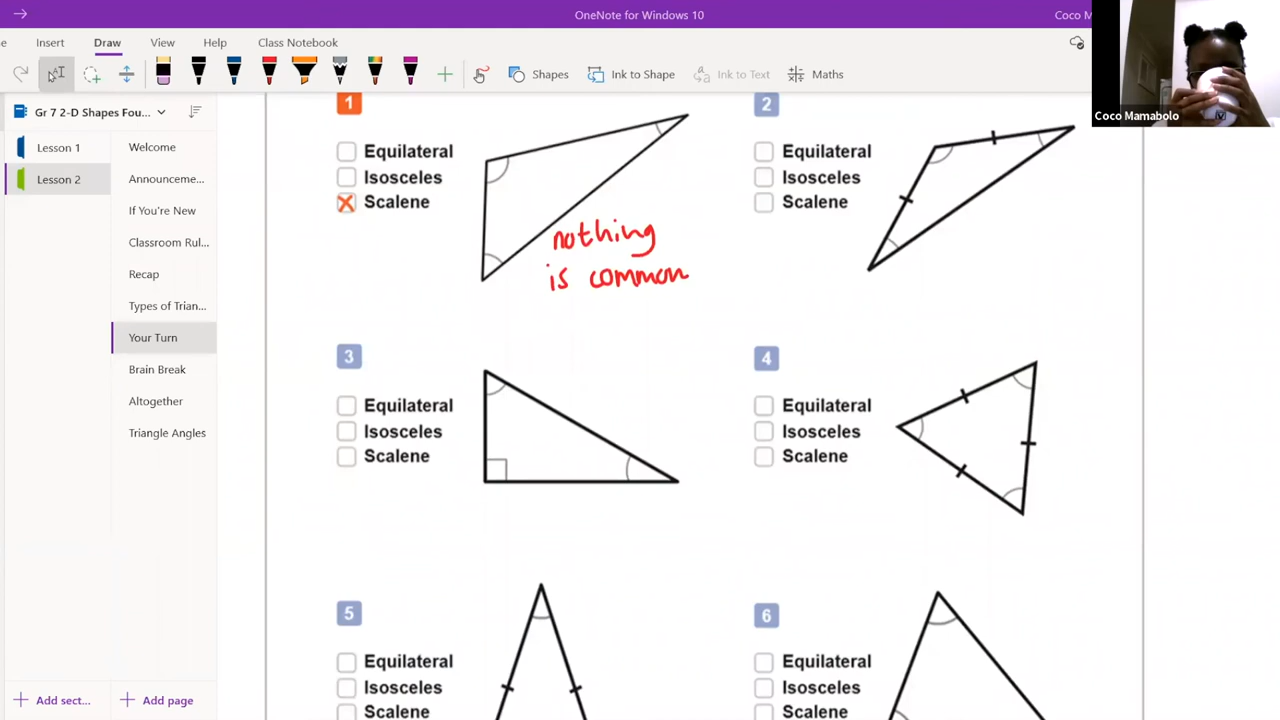 OneNote for Windows 10
Coco M
e
Insert
Draw
View
Help
Class Notebook
Shapes
Ink to Shape
Ink to Text
Maths
Gr 7 2-D Shapes Fou...
Lesson 1
Lesson 2
Welcome
Announceme...
If You're New
Classroom Rul...
Recap
Types of Trian...
Your Turn
Brain Break
Altogether
Triangle Angles
Add sect...
Add page
Coco Mamabolo
1
Equilateral
Isosceles
Scalene
nothing
is common
2
Equilateral
Isosceles
Scalene
3
Equilateral
Isosceles
Scalene
4
Equilateral
Isosceles
Scalene
5
Equilateral
Isosceles
Scalene
6
Equilateral
Isosceles
Scalene